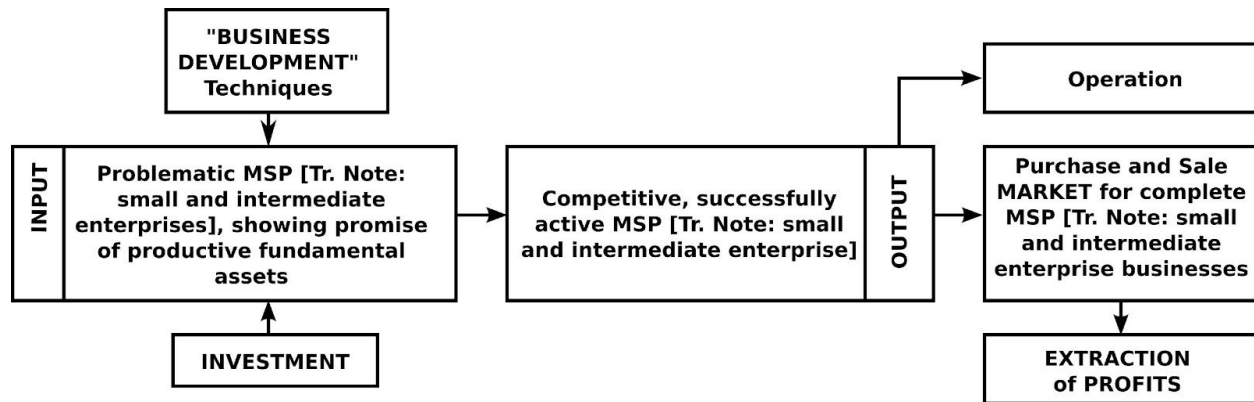 "BUSINESS
DEVELOPMENT"
Techniques
INPUT
Problematic MSP [Tr. Note:
small and intermediate
enterprises], showing promise
of productive fundamental
assets
INVESTMENT
Competitive, successfully
active MSP [Tr. Note: small
and intermediate enterprise]
OUTPUT
Operation
Purchase and Sale
MARKET for complete
MSP [Tr. Note: small
and intermediate
enterprise businesses
EXTRACTION
of PROFITS